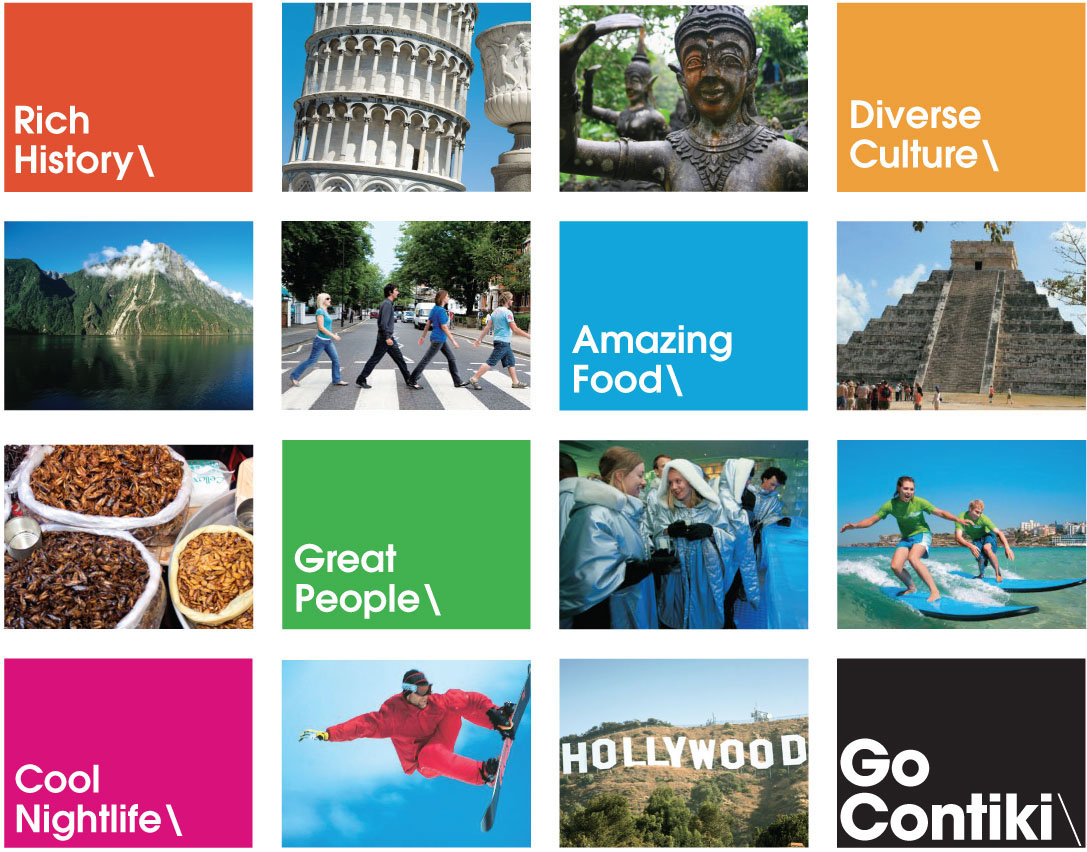 Rich
History\
Diverse
Culture\
Amazing
Food\
Great
People\
Cool
Nightlife\
HOLLYWOOD
Go
Contiki\